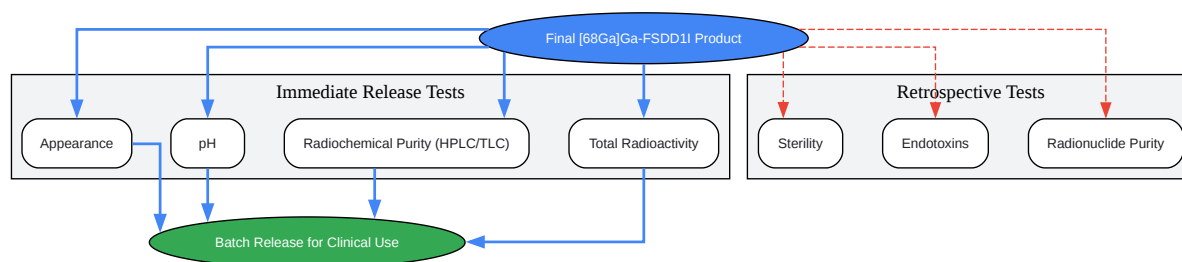 Final [68Ga]Ga-FSDD1I Product
Immediate Release Tests
Retrospective Tests
Appearance
pH
Radiochemical Purity (HPLC/TLC)
Total Radioactivity
Sterility
Endotoxins
Radionuclide Purity
Batch Release for Clinical Use